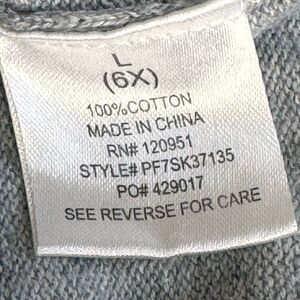 L
(6X)
100%COTTON
MADE IN CHINA
RN# 120951
STYLE# PF7SK37135
PO# 429017
SEE REVERSE FOR CARE